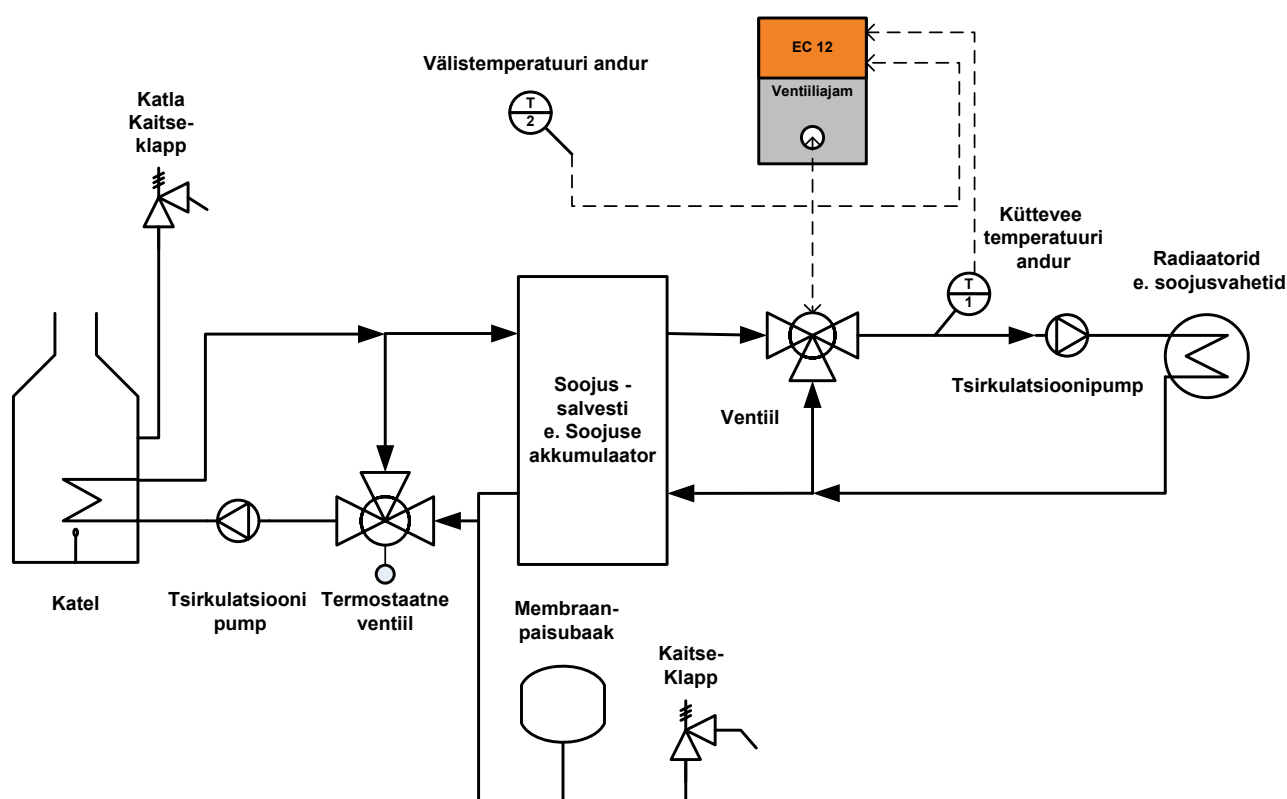 EC 12
Ventiiliajam
Välistemperatuuri andur
T
2
Katla
Kaitse-
klapp
Küttevee
temperatuuri
andur
T
1
Radiaatorid
e. soojusvahetid
Soojus -
salvesti
e. Soojuse
akkumulaator
Ventiil
Tsirkulatsioonipump
Katel
Tsirkulatsiooni
pump
Termostaatne
ventiil
Membraan-
paisubaak
Kaitse-
Klapp